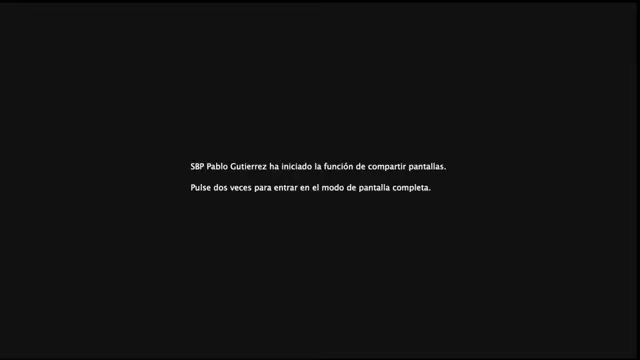 SBP Pablo Gutierrez ha iniciado la función de compartir pantallas.
Pulse dos veces para entrar en el modo de pantalla completa.